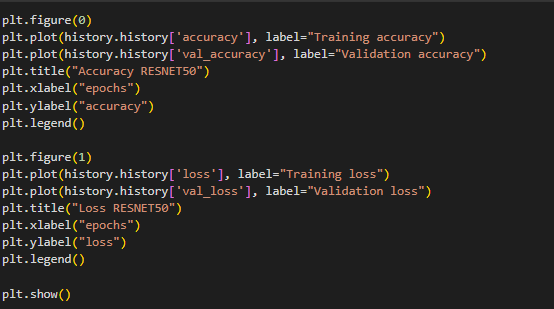 plt.figure(0)
plt.plot(history.history['accuracy'], label="Training accuracy")
plt.plot(history.history['val_accuracy'], label="Validation accuracy")
plt.title("Accuracy RESNET50")
plt.xlabel("epochs")
plt.ylabel("accuracy")
plt.legend()

plt.figure(1)
plt.plot(history.history['loss'], label="Training loss")
plt.plot(history.history['val_loss'], label="Validation loss")
plt.title("Loss RESNET50")
plt.xlabel("epochs")
plt.ylabel("loss")
plt.legend()

plt.show()